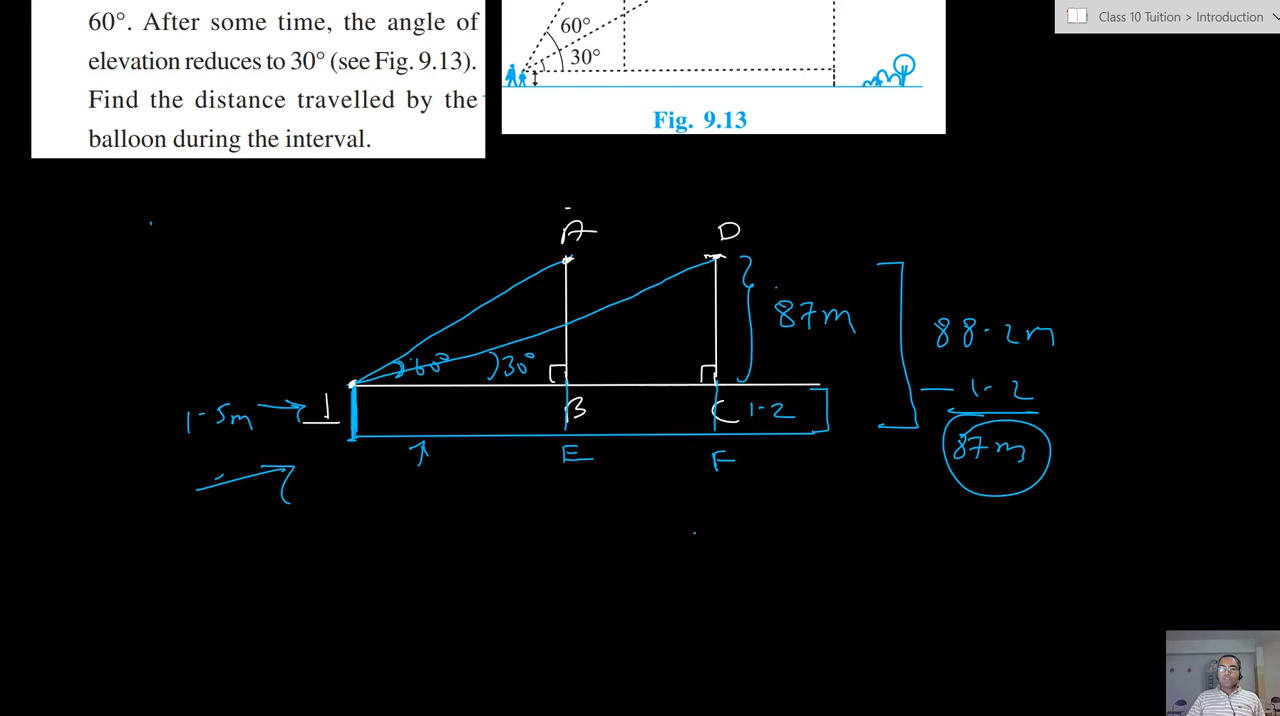 60°. After some time, the angle of
elevation reduces to 30° (see Fig. 9.13).
Find the distance travelled by the
balloon during the interval.
60°
30°
Fig. 9.13
Class 10 Tuition > Introduction
A
D
87m
88.2m
- 1.2
87m
60°
30°
1.5m
B
C
1.2
E
F